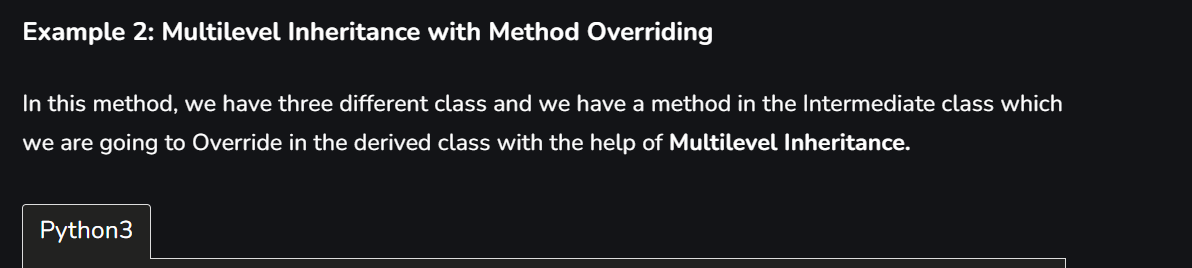 Example 2: Multilevel Inheritance with Method Overriding
In this method, we have three different class and we have a method in the Intermediate class which
we are going to Override in the derived class with the help of Multilevel Inheritance.
Python3